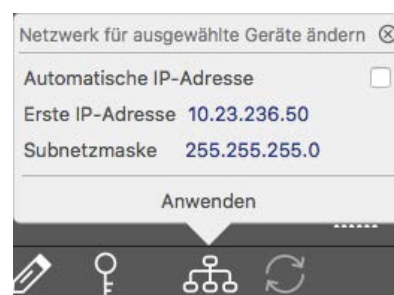 Netzwerk für ausgewählte Geräte ändern
Automatische IP-Adresse
Erste IP-Adresse 10.23.236.50
Subnetzmaske 255.255.255.0
Anwenden